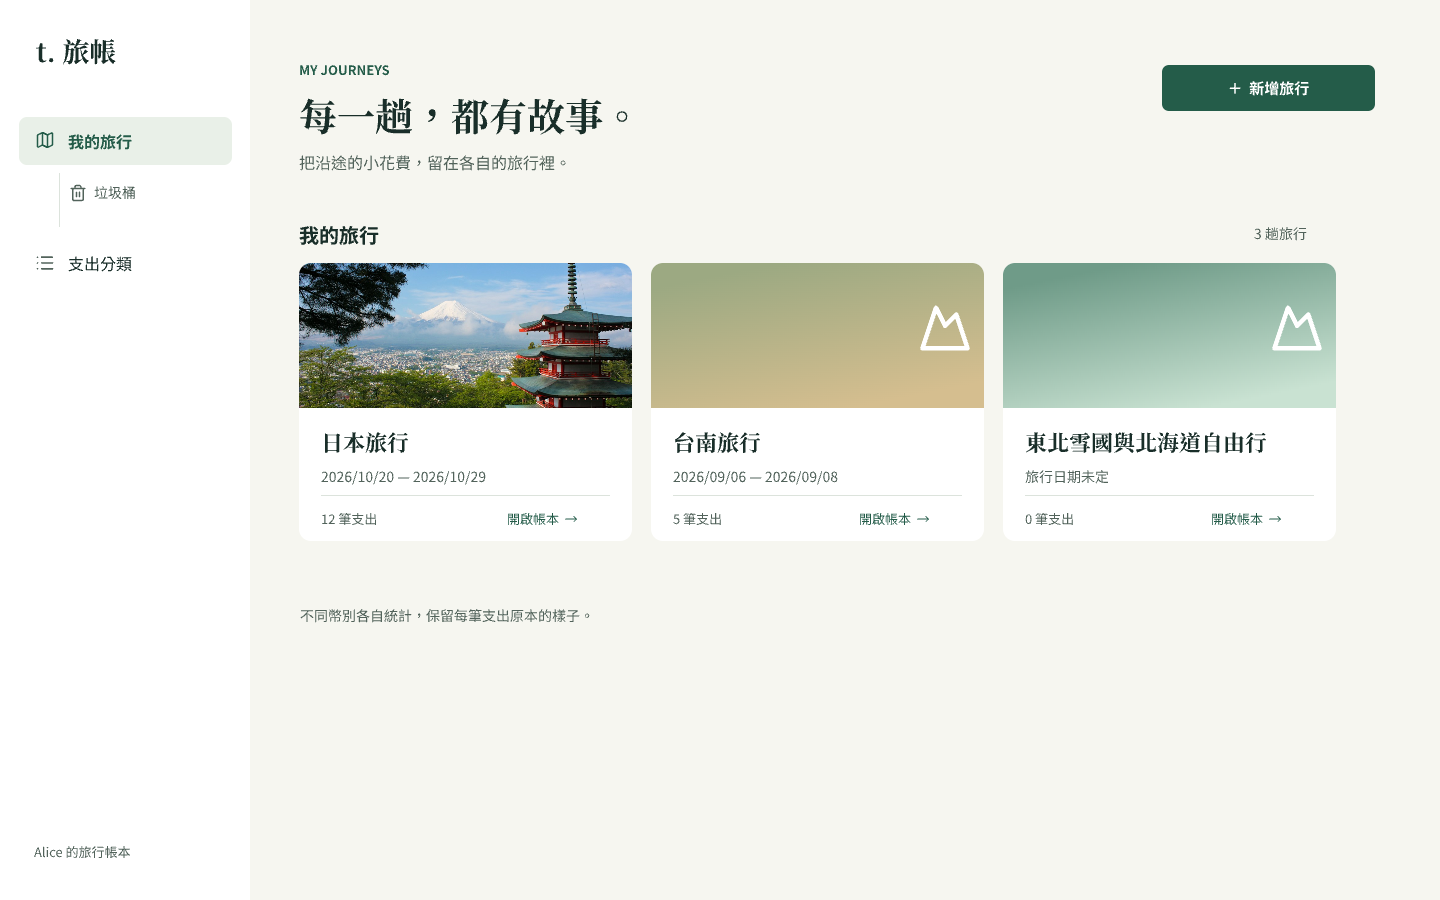 t. 旅帳
我的旅行
垃圾桶
支出分類
Alice 的旅行帳本
MY JOURNEYS
每一趟，都有故事。
把沿途的小花費，留在各自的旅行裡。
+ 新增旅行
我的旅行
3 趟旅行
日本旅行
2026/10/20 — 2026/10/29
12 筆支出
開啟帳本 →
台南旅行
2026/09/06 — 2026/09/08
5 筆支出
開啟帳本 →
東北雪國與北海道自由行
旅行日期未定
0 筆支出
開啟帳本 →
不同幣別各自統計，保留每筆支出原本的樣子。